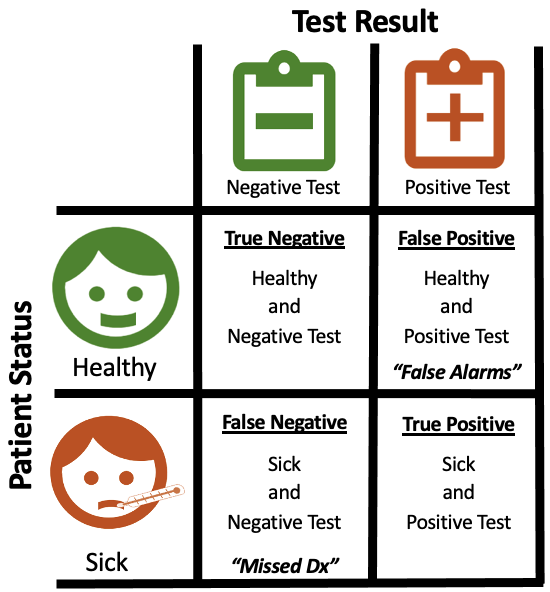 Test Result
Negative Test
Positive Test
Patient Status
Healthy
True Negative
Healthy
and
Negative Test
False Positive
Healthy
and
Positive Test
“False Alarms”
Sick
False Negative
Sick
and
Negative Test
“Missed Dx”
True Positive
Sick
and
Positive Test